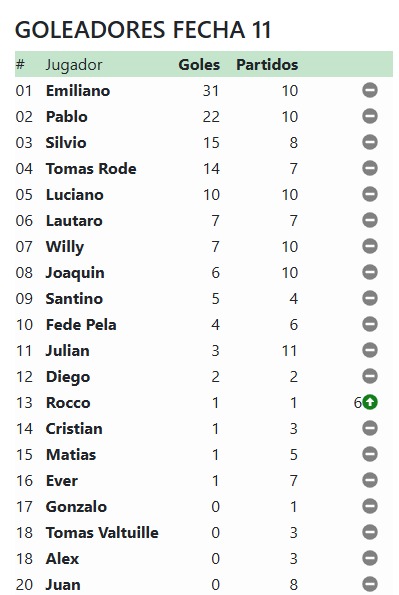 GOLEADORES FECHA 11
# Jugador Goles Partidos
01 Emiliano 31 10
02 Pablo 22 10
03 Silvio 15 8
04 Tomas Rode 14 7
05 Luciano 10 10
06 Lautaro 7 7
07 Willy 7 10
08 Joaquin 6 10
09 Santino 5 4
10 Fede Pela 4 6
11 Julian 3 11
12 Diego 2 2
13 Rocco 1 1 6
14 Cristian 1 3
15 Matias 1 5
16 Ever 1 7
17 Gonzalo 0 1
18 Tomas Valtuille 0 3
18 Alex 0 3
20 Juan 0 8